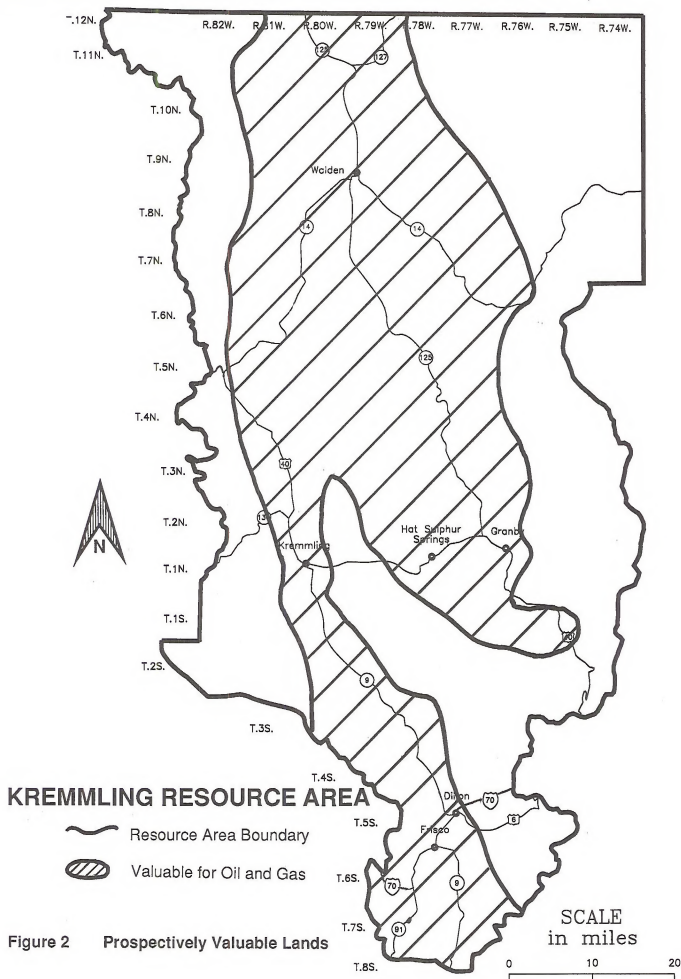 T.12N. R.82W. R.81W. R.80W. R.79W. R.78W. R.77W. R.76W. R.75W. R.74W.
T.11N.
125
127
T.10N.
T.9N.
Walden
T.8N.
14
14
T.7N.
T.6N.
T.5N.
125
T.4N.
T.3N.
40
T.2N.
Hat Sulphur
Springs
Granby
Kremmling
N
T.1N.
T.1S.
40
T.2S.
9
T.3S.
T.4S.
KREMMLING RESOURCE AREA
Resource Area Boundary
Valuable for Oil and Gas
70
Dillon
T.5S.
6
Frisco
T.6S.
70
9
T.7S.
91
T.8S.
SCALE
in miles
0 10 20
Figure 2 Prospectively Valuable Lands